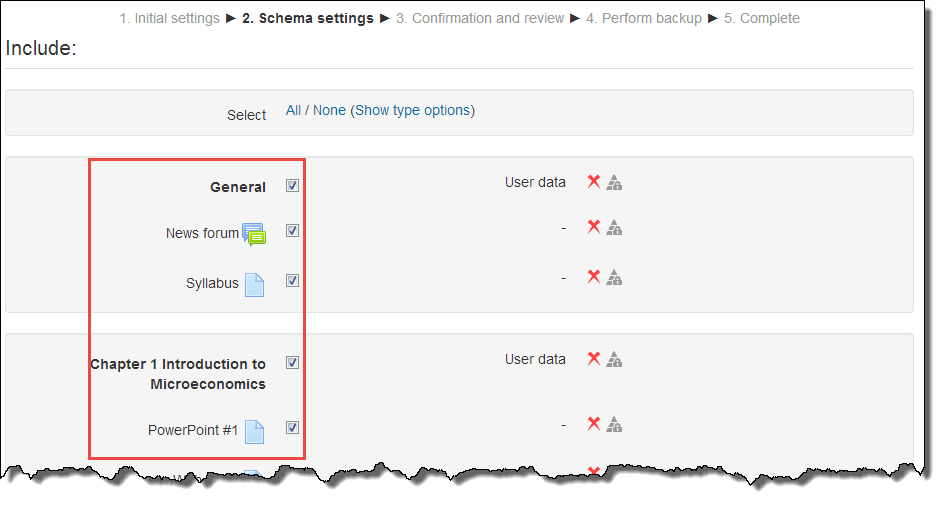 1. Initial settings ► 2. Schema settings ► 3. Confirmation and review ► 4. Perform backup ► 5. Complete
Include:
Select All / None (Show type options)
General User data
News forum -
Syllabus -
Chapter 1 Introduction to User data
Microeconomics
PowerPoint #1 -